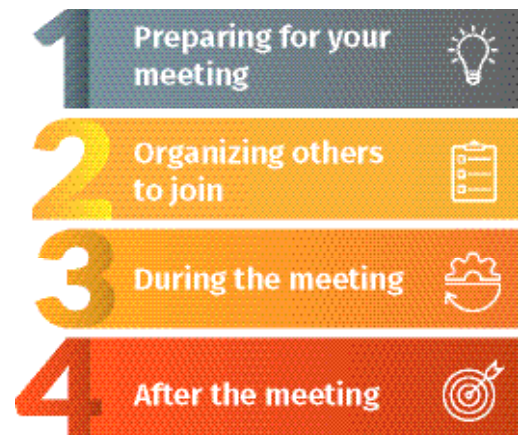 1
Preparing for your
meeting
2
Organizing others
to join
3
During the meeting
4
After the meeting